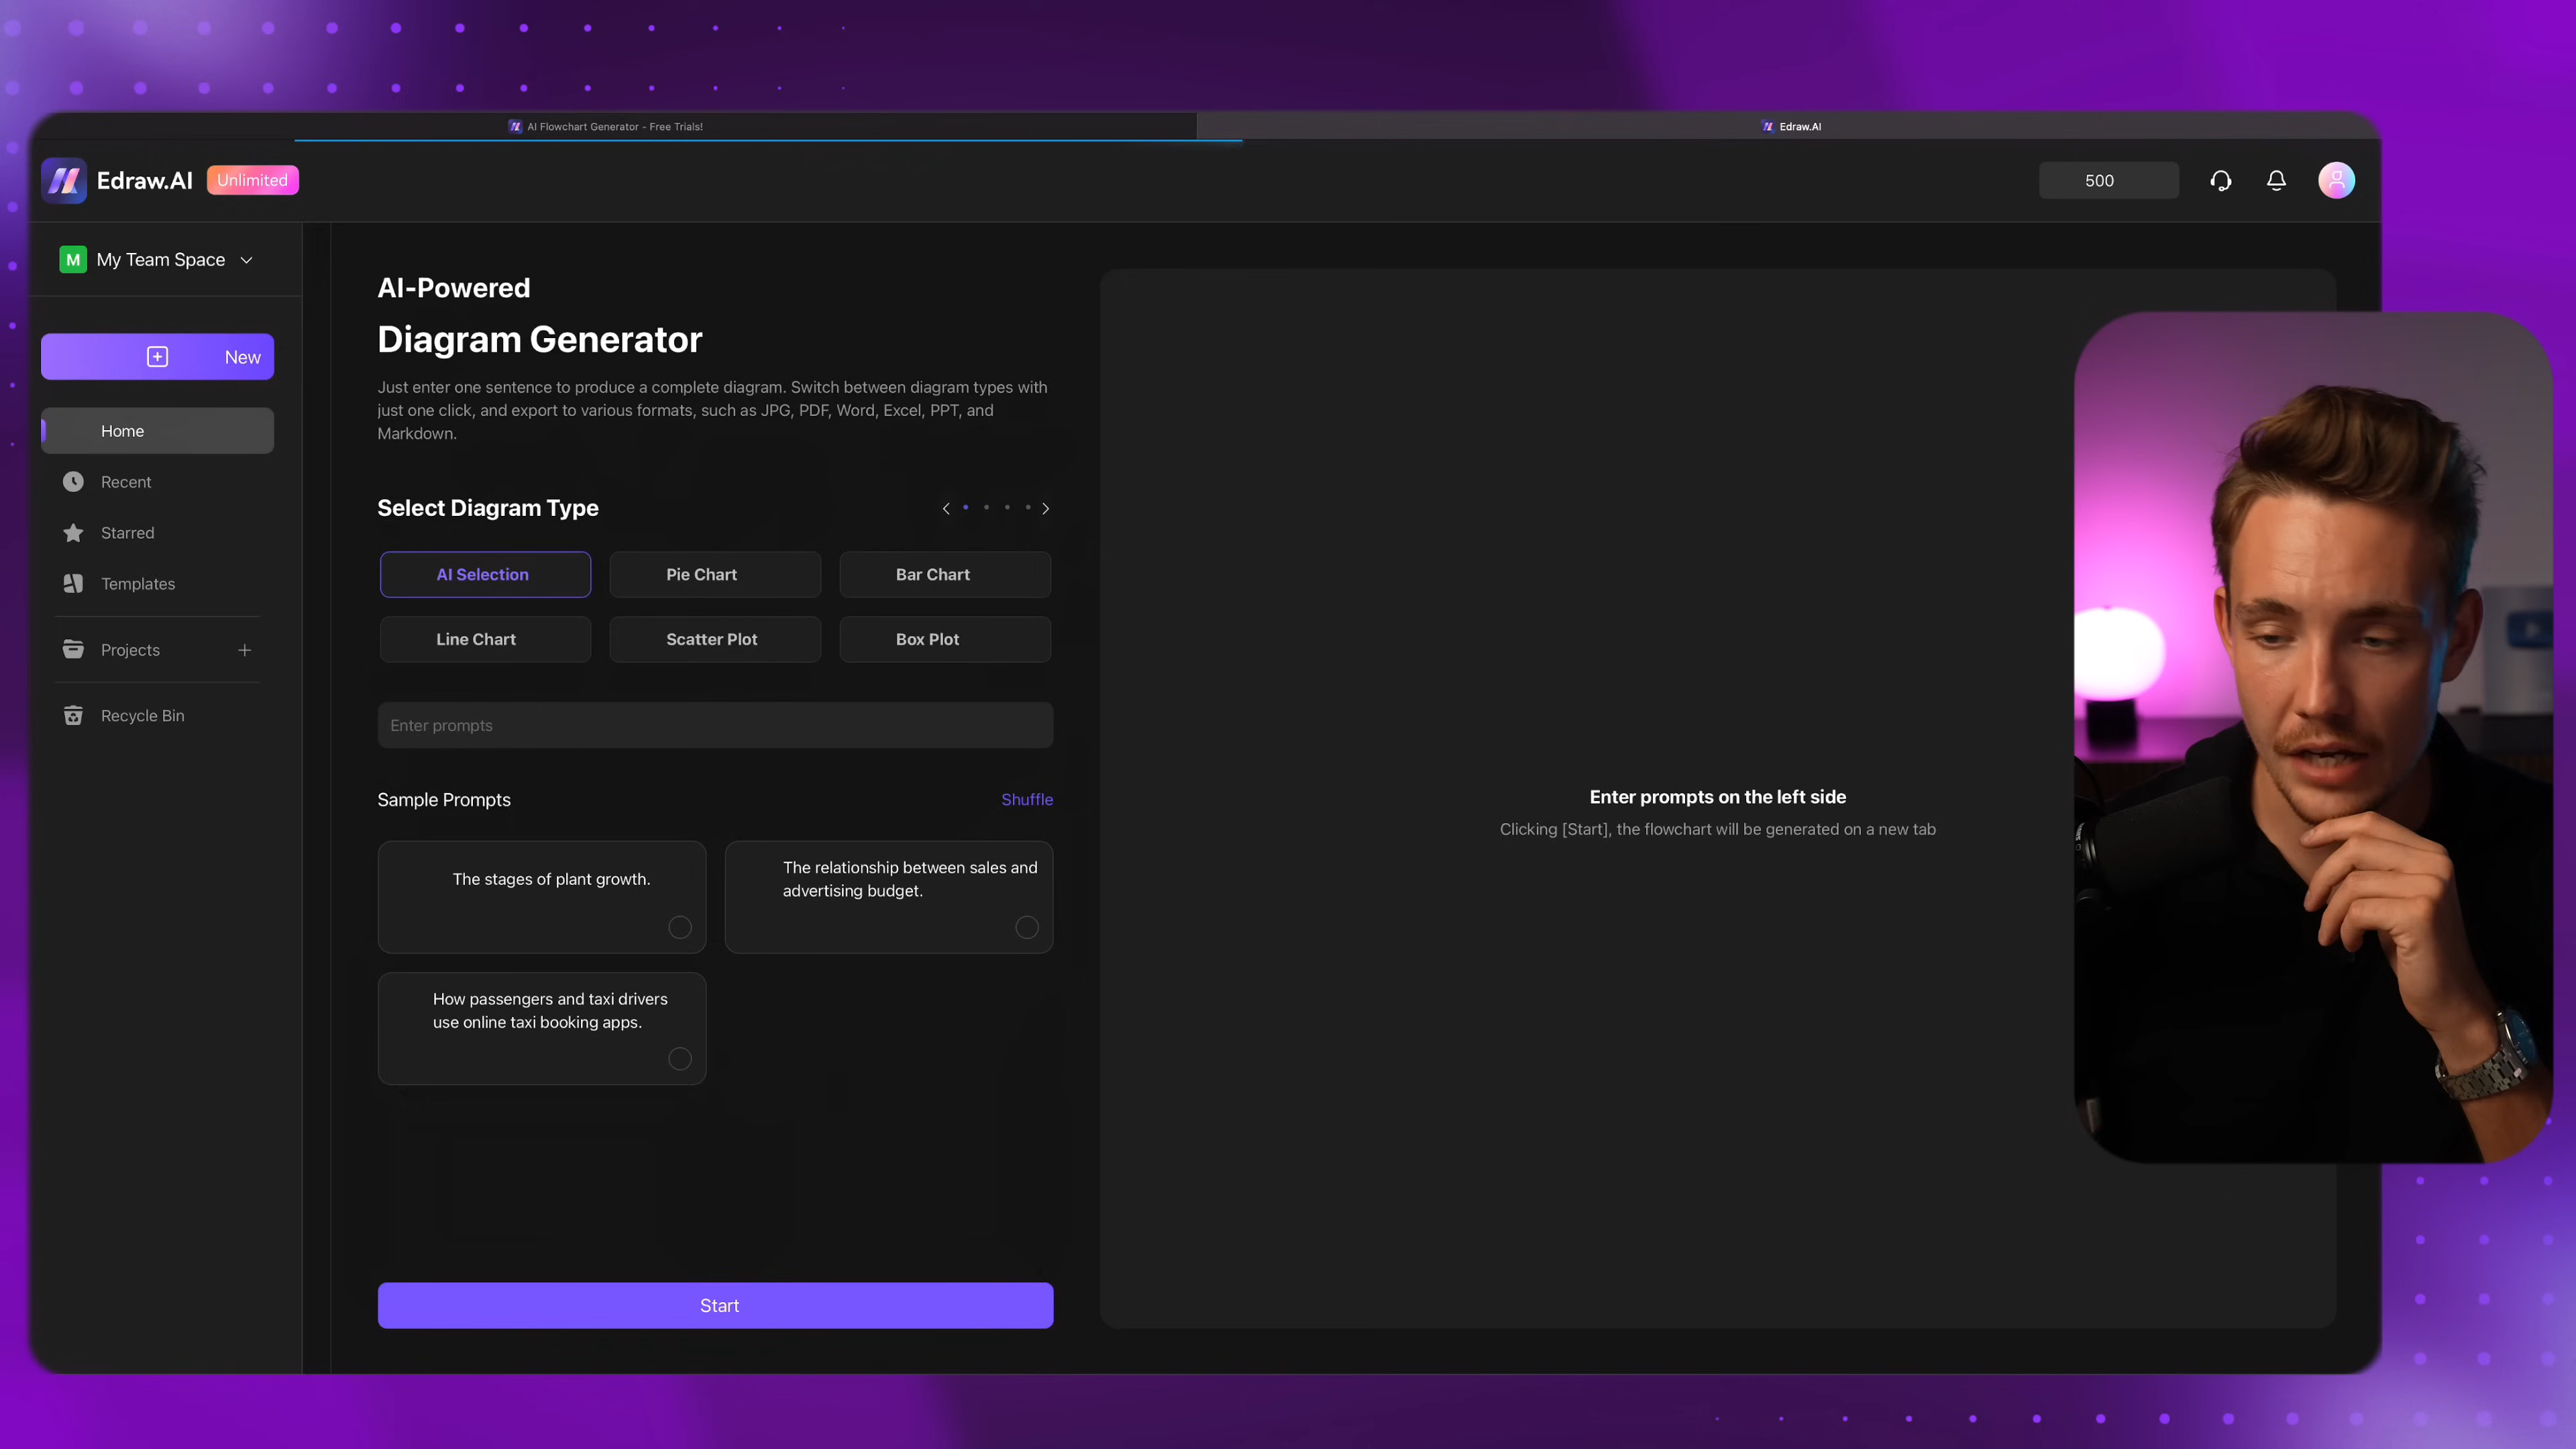 AI Flowchart Generator - Free Trials!
Edraw.AI
Edraw.AI
Unlimited
500
M
My Team Space
New
Home
Recent
Starred
Templates
Projects
Recycle Bin
AI-Powered
Diagram Generator
Just enter one sentence to produce a complete diagram. Switch between diagram types with
just one click, and export to various formats, such as JPG, PDF, Word, Excel, PPT, and
Markdown.
Select Diagram Type
AI Selection
Pie Chart
Bar Chart
Line Chart
Scatter Plot
Box Plot
Enter prompts
Sample Prompts
Shuffle
The stages of plant growth.
The relationship between sales and
advertising budget.
How passengers and taxi drivers
use online taxi booking apps.
Start
Enter prompts on the left side
Clicking [Start], the flowchart will be generated on a new tab